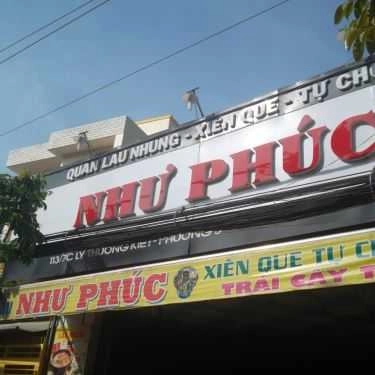 QUÁN LẨU NHÚNG - XIÊN QUE - TỰ CHỌ
NHƯ PHÚC
113/7C LÝ THƯỜNG KIỆT - PHƯỜNG 5
NHƯ PHÚC XIÊN QUE TỰ C
TRÁI CÂY T